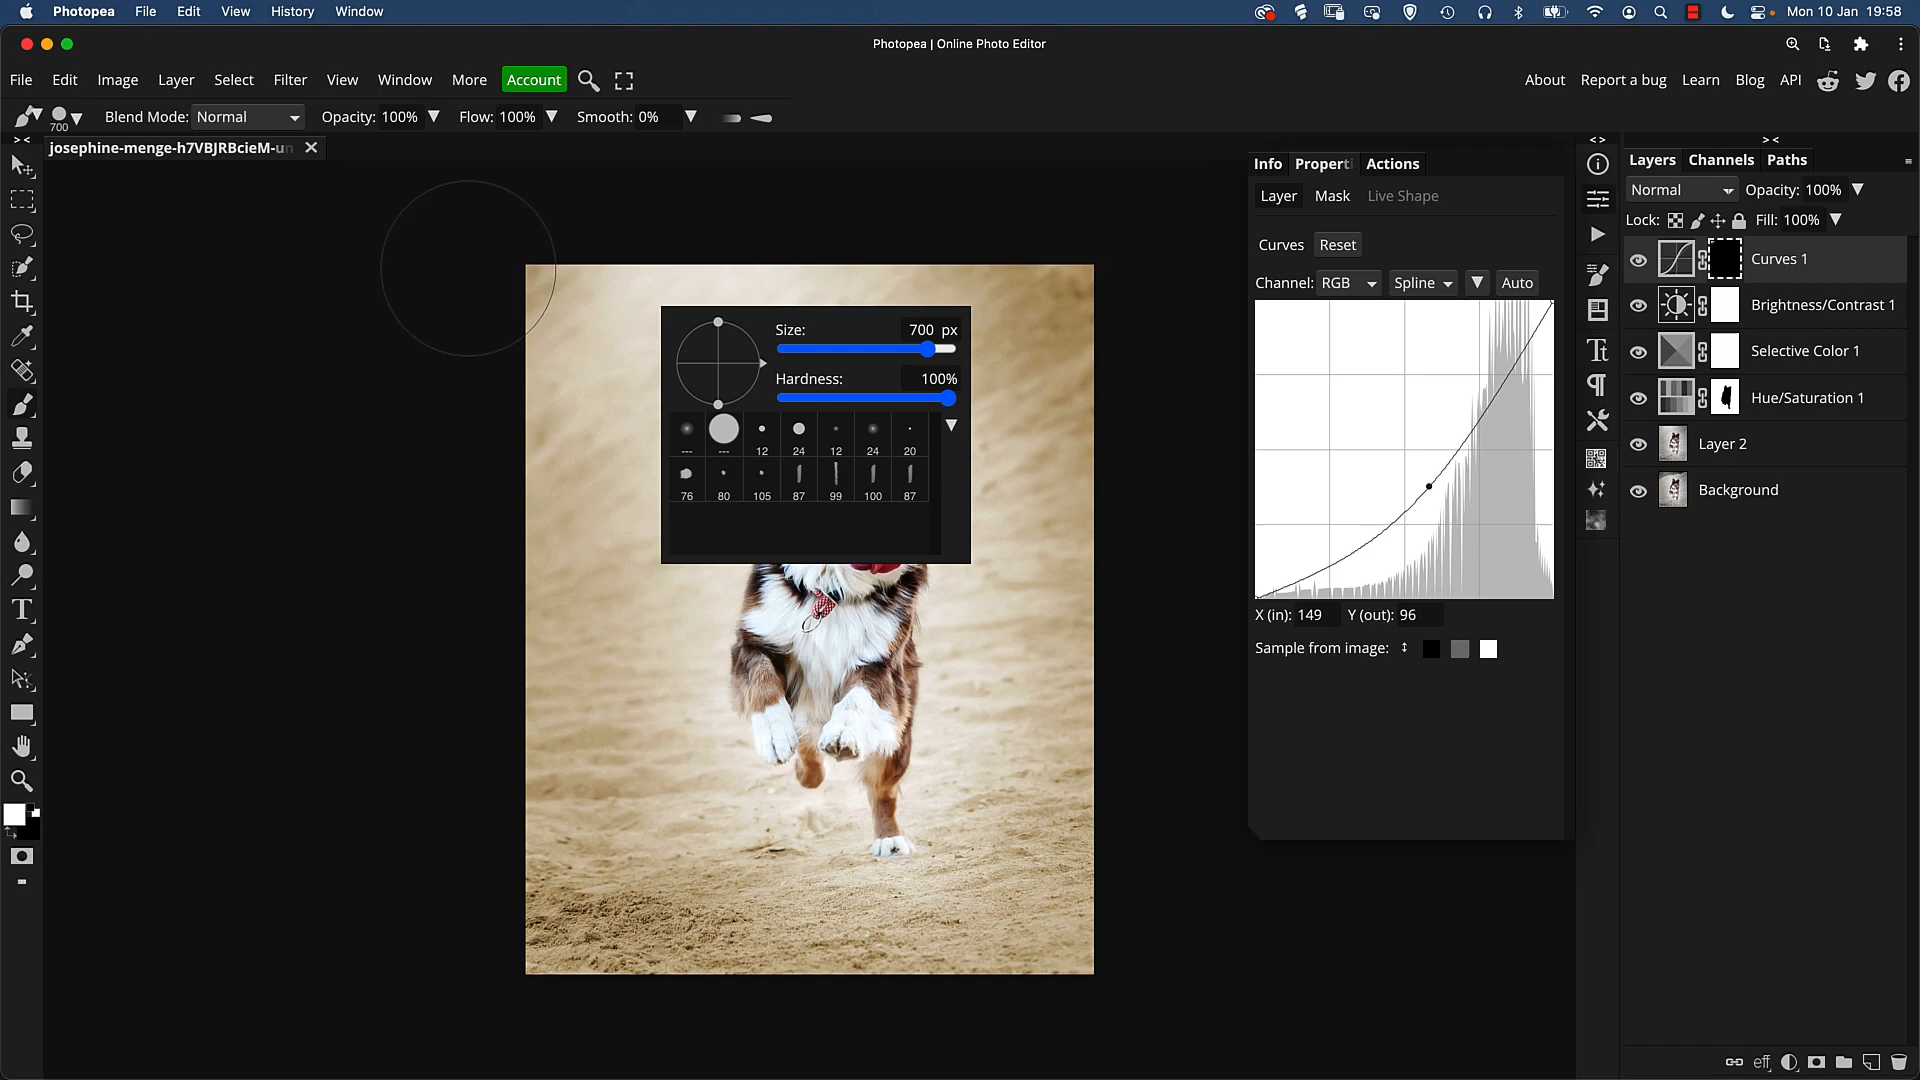 Photopea File Edit View History Window Mon 10 Jan 19:58
Photopea | Online Photo Editor
File Edit Image Layer Select Filter View Window More Account About Report a bug Learn Blog API
700 Blend Mode: Normal Opacity: 100% Flow: 100% Smooth: 0%
josephine-menge-h7VBJRBcieM-un
Info Properti Actions
Layer Mask Live Shape
Curves Reset
Channel: RGB Spline Auto
X (in): 149 Y (out): 96
Sample from image:
Size: 700 px
Hardness: 100%
--- --- 12 24 12 24 20
76 80 105 87 99 100 87
Layers Channels Paths
Normal Opacity: 100%
Lock: Fill: 100%
Curves 1
Brightness/Contrast 1
Selective Color 1
Hue/Saturation 1
Layer 2
Background
eff